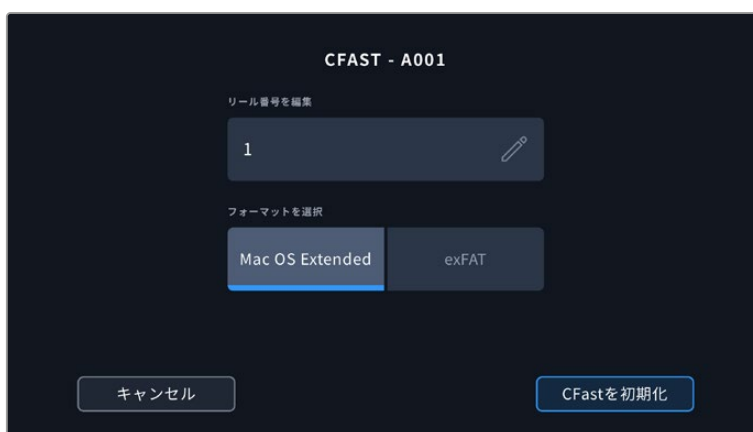 CFAST - A001
リール番号を編集
1
フォーマットを選択
Mac OS Extended
exFAT
キャンセル
CFastを初期化